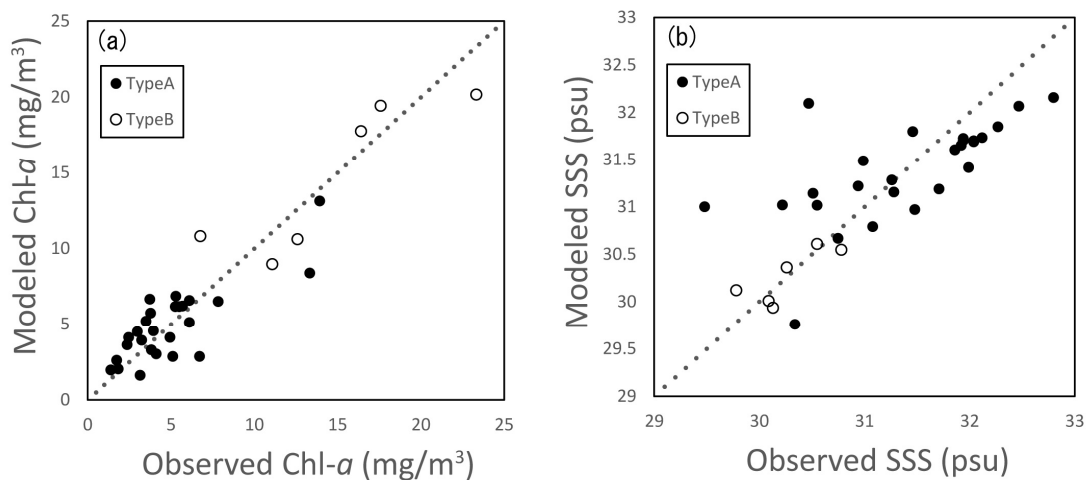 (a)
TypeA
TypeB
25
20
15
10
5
0
0 5 10 15 20 25
Modeled Chl-a (mg/m³)
Observed Chl-a (mg/m³)
(b)
TypeA
TypeB
33
32.5
32
31.5
31
30.5
30
29.5
29
29 30 31 32 33
Modeled SSS (psu)
Observed SSS (psu)